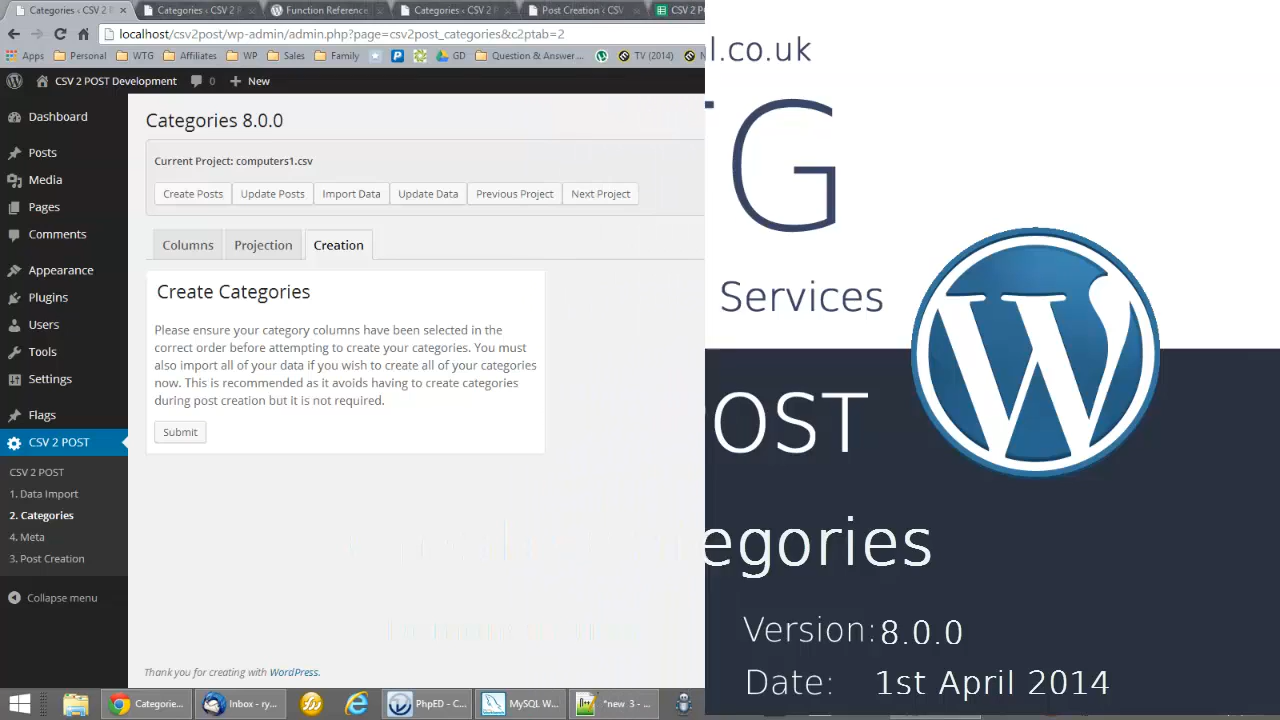 Categories ‹ CSV 2 P
Categories ‹ CSV 2
Function Reference
Categories ‹ CSV 2
Post Creation ‹ CSV
CSV 2 P
localhost/csv2post/wp-admin/admin.php?page=csv2post_categories&c2ptab=2
Apps Personal WTG Affiliates WP Sales Family GD Question & Answer... TV (2014)
CSV 2 POST Development 0 New
Dashboard
Posts
Media
Pages
Comments
Appearance
Plugins
Users
Tools
Settings
Flags
CSV 2 POST
CSV 2 POST
1. Data Import
2. Categories
4. Meta
3. Post Creation
Collapse menu
Categories 8.0.0
Current Project: computers1.csv
Create Posts Update Posts Import Data Update Data Previous Project Next Project
Columns Projection Creation
Create Categories
Please ensure your category columns have been selected in the
correct order before attempting to create your categories. You must
also import all of your data if you wish to create all of your categories
now. This is recommended as it avoids having to create categories
during post creation but it is not required.
Submit
Thank you for creating with WordPress.
Categorie... Inbox - ry... PhpED - C... MySQL W... *new 3 - ...
l.co.uk
TG
Services
POST
egories
Version: 8.0.0
Date: 1st April 2014